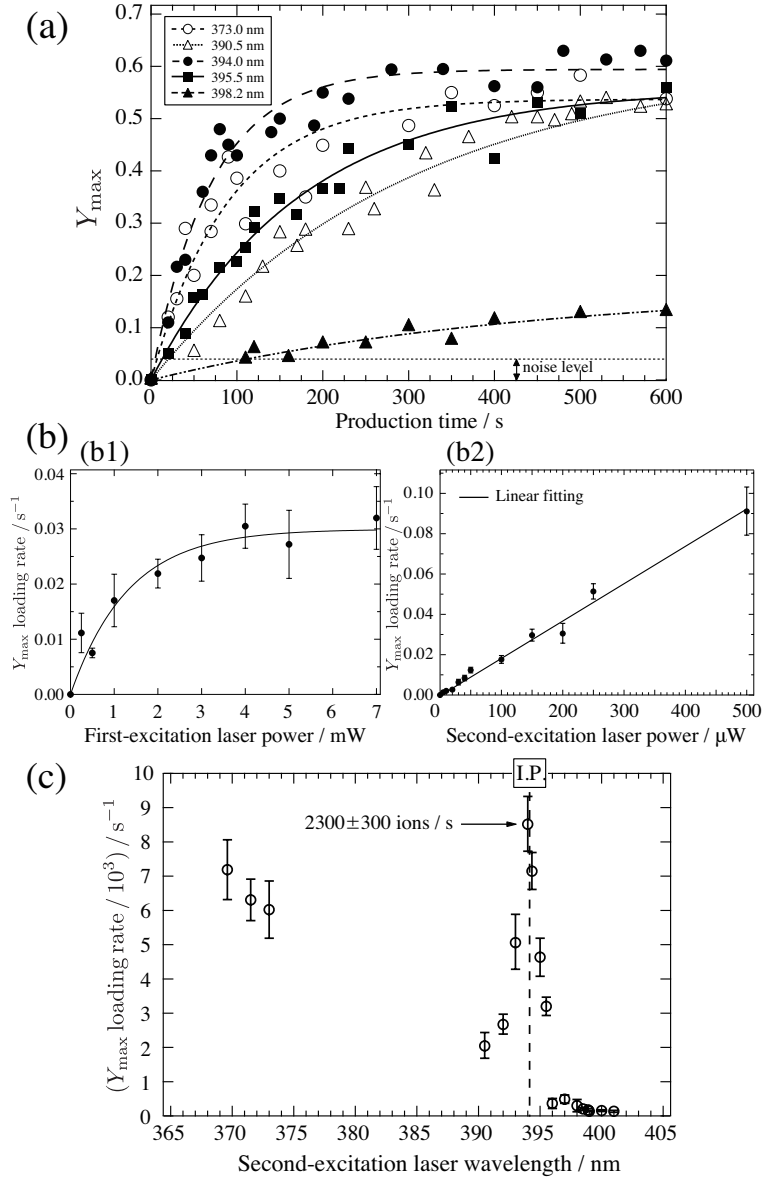 (a)
373.0 nm
390.5 nm
394.0 nm
395.5 nm
398.2 nm
Y_max
0.6
0.5
0.4
0.3
0.2
0.1
0.0
noise level
0 100 200 300 400 500 600
Production time / s
(b)
(b1)
Y_max loading rate / s⁻¹
0.04
0.03
0.02
0.01
0.00
0 1 2 3 4 5 6 7
First-excitation laser power / mW
(b2)
Y_max loading rate / s⁻¹
Linear fitting
0.10
0.08
0.06
0.04
0.02
0.00
0 100 200 300 400 500
Second-excitation laser power / µW
(c)
I.P.
2300±300 ions / s
(Y_max loading rate / 10³) / s⁻¹
10
9
8
7
6
5
4
3
2
1
0
365 370 375 380 385 390 395 400 405
Second-excitation laser wavelength / nm